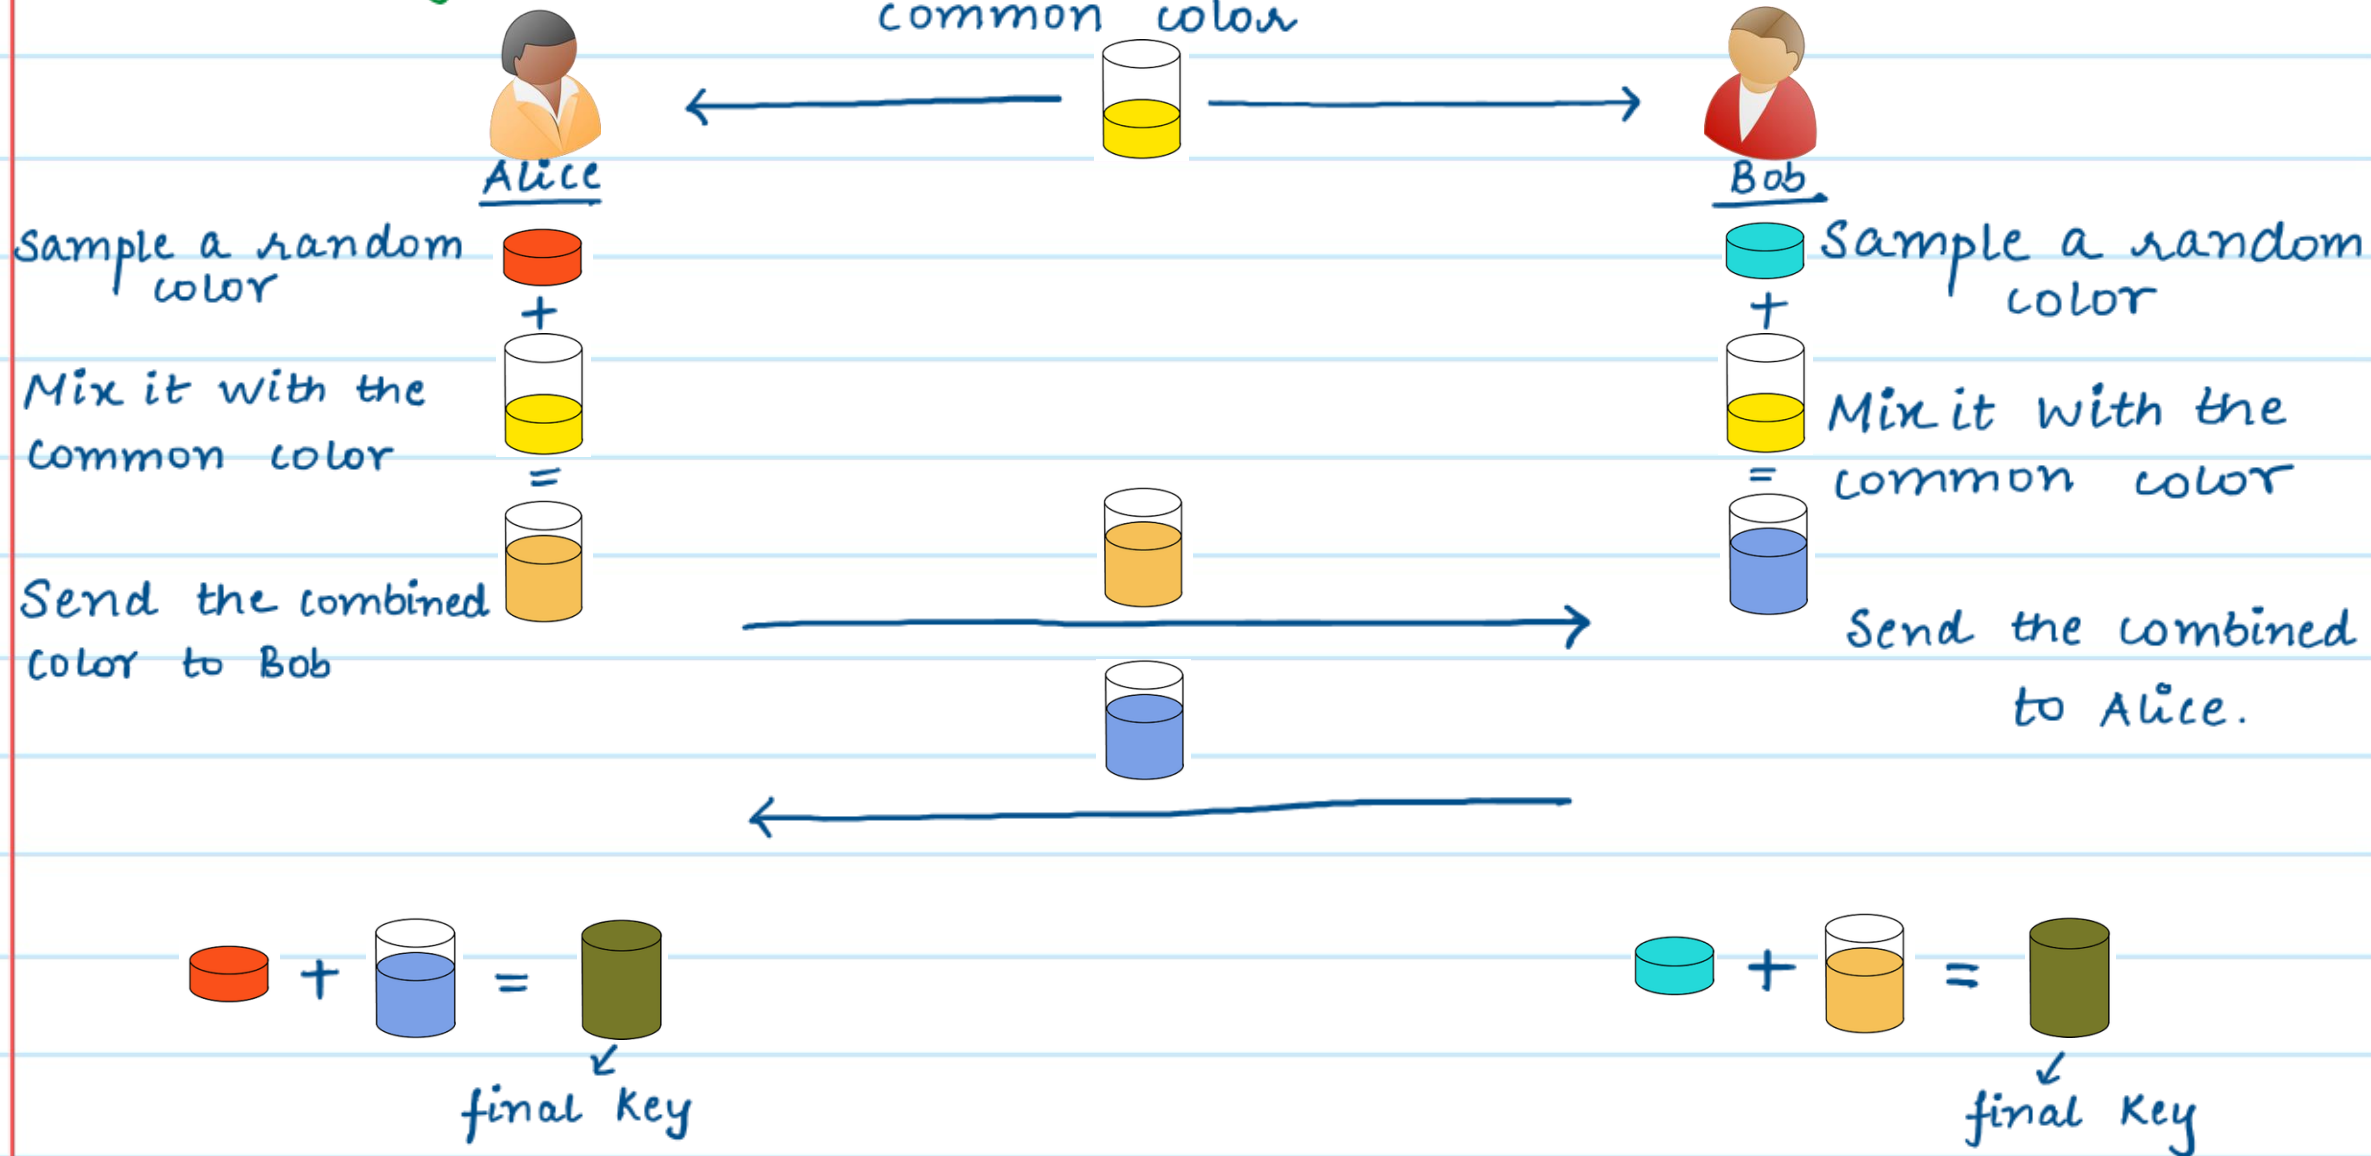 common color
Alice
Bob
Sample a random
color
+
Mix it with the
common color
=
Send the combined
color to Bob
Sample a random
color
+
Mix it with the
common color
=
Send the combined
to Alice.
+ =
final key
+ =
final key